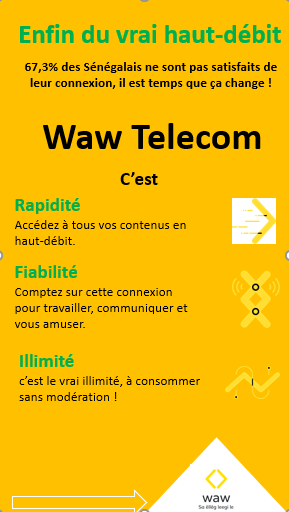 Enfin du vrai haut-débit
67,3% des Sénégalais ne sont pas satisfaits de
leur connexion, il est temps que ça change !
Waw Telecom
C’est
Rapidité
Accédez à tous vos contenus en
haut-débit.
Fiabilité
Comptez sur cette connexion
pour travailler, communiquer et
vous amuser.
Illimité
c’est le vrai illimité, à consommer
sans modération !
waw
Sa élëg leegi le